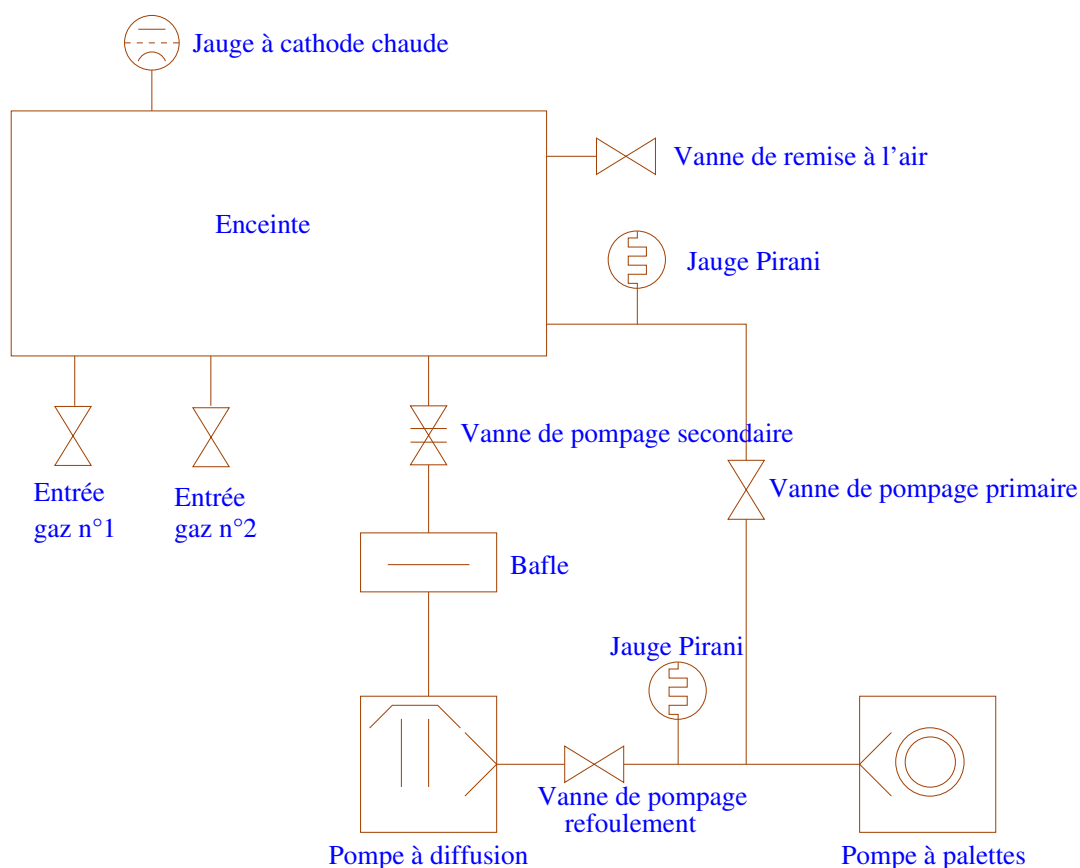 Jauge à cathode chaude
Vanne de remise à l'air
Enceinte
Jauge Pirani
Vanne de pompage secondaire
Vanne de pompage primaire
Entrée
gaz n°1
Entrée
gaz n°2
Bafle
Jauge Pirani
Vanne de pompage
refoulement
Pompe à diffusion
Pompe à palettes